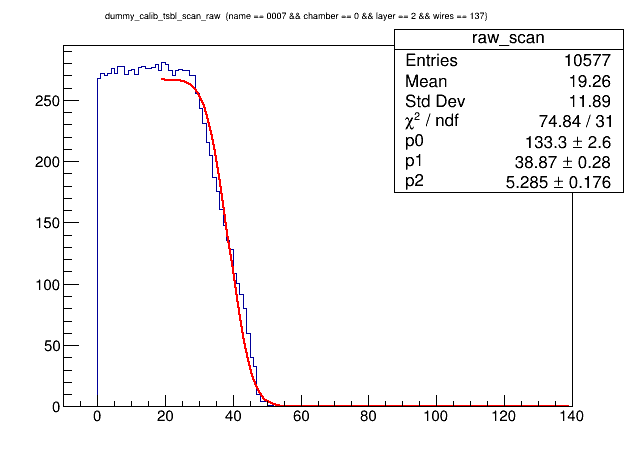 dummy_calib_tsbl_scan_raw (name == 0007 && chamber == 0 && layer == 2 && wires == 137)
raw_scan
Entries 10577
Mean 19.26
Std Dev 11.89
χ² / ndf 74.84 / 31
p0 133.3 ± 2.6
p1 38.87 ± 0.28
p2 5.285 ± 0.176
250
200
150
100
50
0
0 20 40 60 80 100 120 140